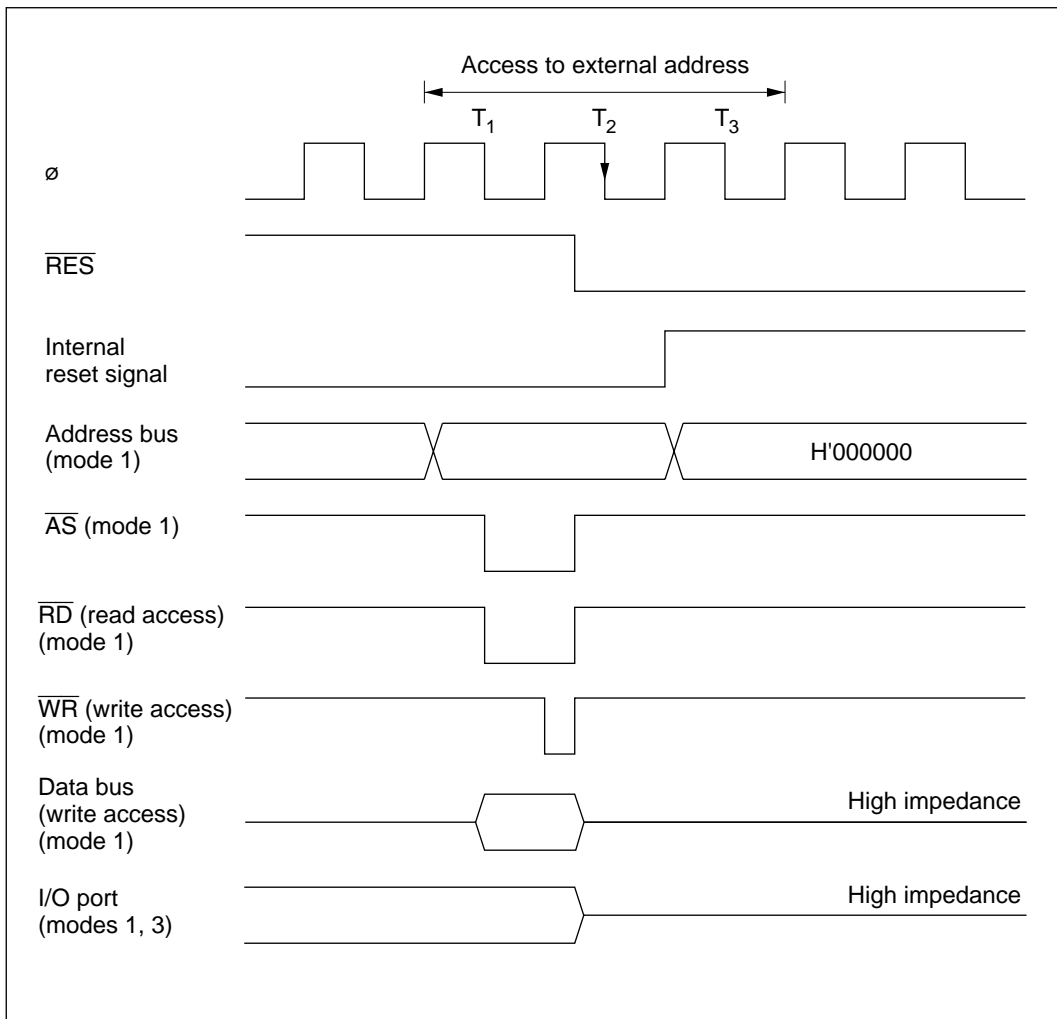 Access to external address
T1 T2 T3
ø
RES
Internal
reset signal
Address bus
(mode 1)
H'000000
AS (mode 1)
RD (read access)
(mode 1)
WR (write access)
(mode 1)
Data bus
(write access)
(mode 1)
High impedance
I/O port
(modes 1, 3)
High impedance